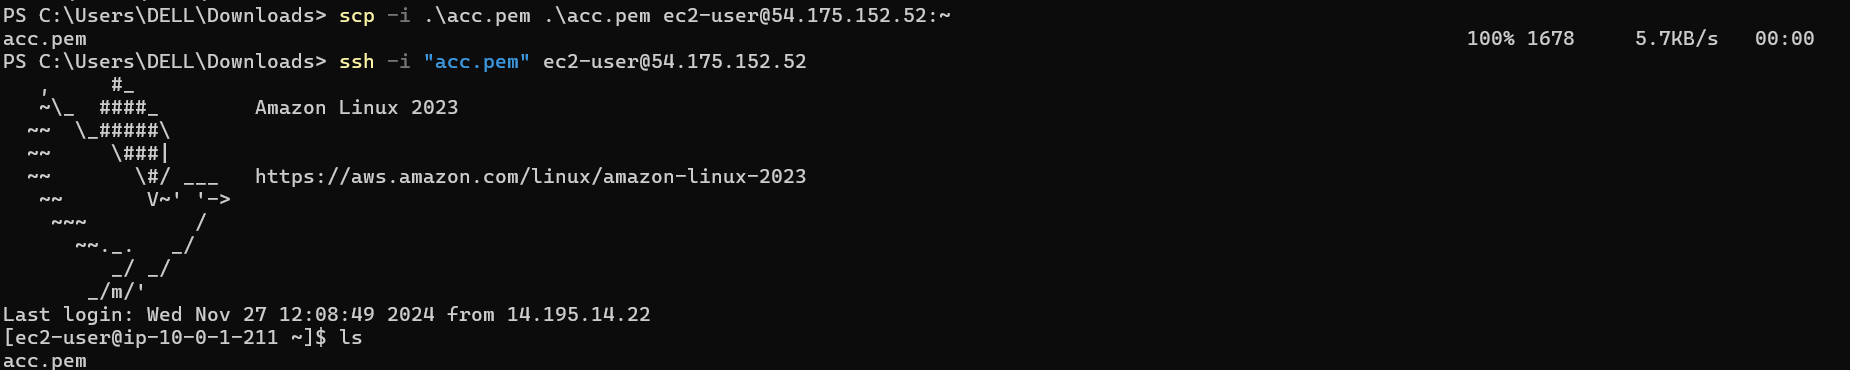 PS C:\Users\DELL\Downloads> scp -i .\acc.pem .\acc.pem ec2-user@54.175.152.52:~
acc.pem                                                                                                                   100% 1678     5.7KB/s   00:00
PS C:\Users\DELL\Downloads> ssh -i "acc.pem" ec2-user@54.175.152.52
   ,     #_
   ~\_  ####_        Amazon Linux 2023
  ~~  \_#####\
  ~~     \###|
  ~~       \#/ ___   https://aws.amazon.com/linux/amazon-linux-2023
   ~~       V~' '->
    ~~~         /
      ~~._.   _/
         _/ _/
       _/m/'
Last login: Wed Nov 27 12:08:49 2024 from 14.195.14.22
[ec2-user@ip-10-0-1-211 ~]$ ls
acc.pem